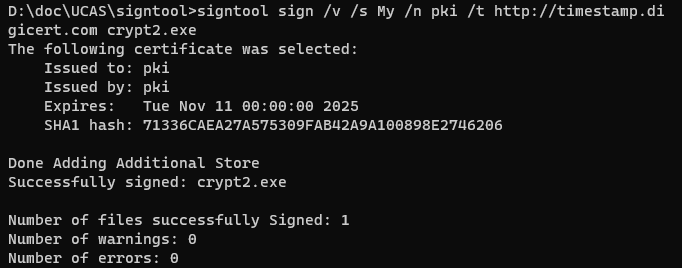 D:\doc\UCAS\signtool>signtool sign /v /s My /n pki /t http://timestamp.di
gicert.com crypt2.exe
The following certificate was selected:
    Issued to: pki
    Issued by: pki
    Expires:   Tue Nov 11 00:00:00 2025
    SHA1 hash: 71336CAEA27A575309FAB42A9A100898E2746206

Done Adding Additional Store
Successfully signed: crypt2.exe

Number of files successfully Signed: 1
Number of warnings: 0
Number of errors: 0